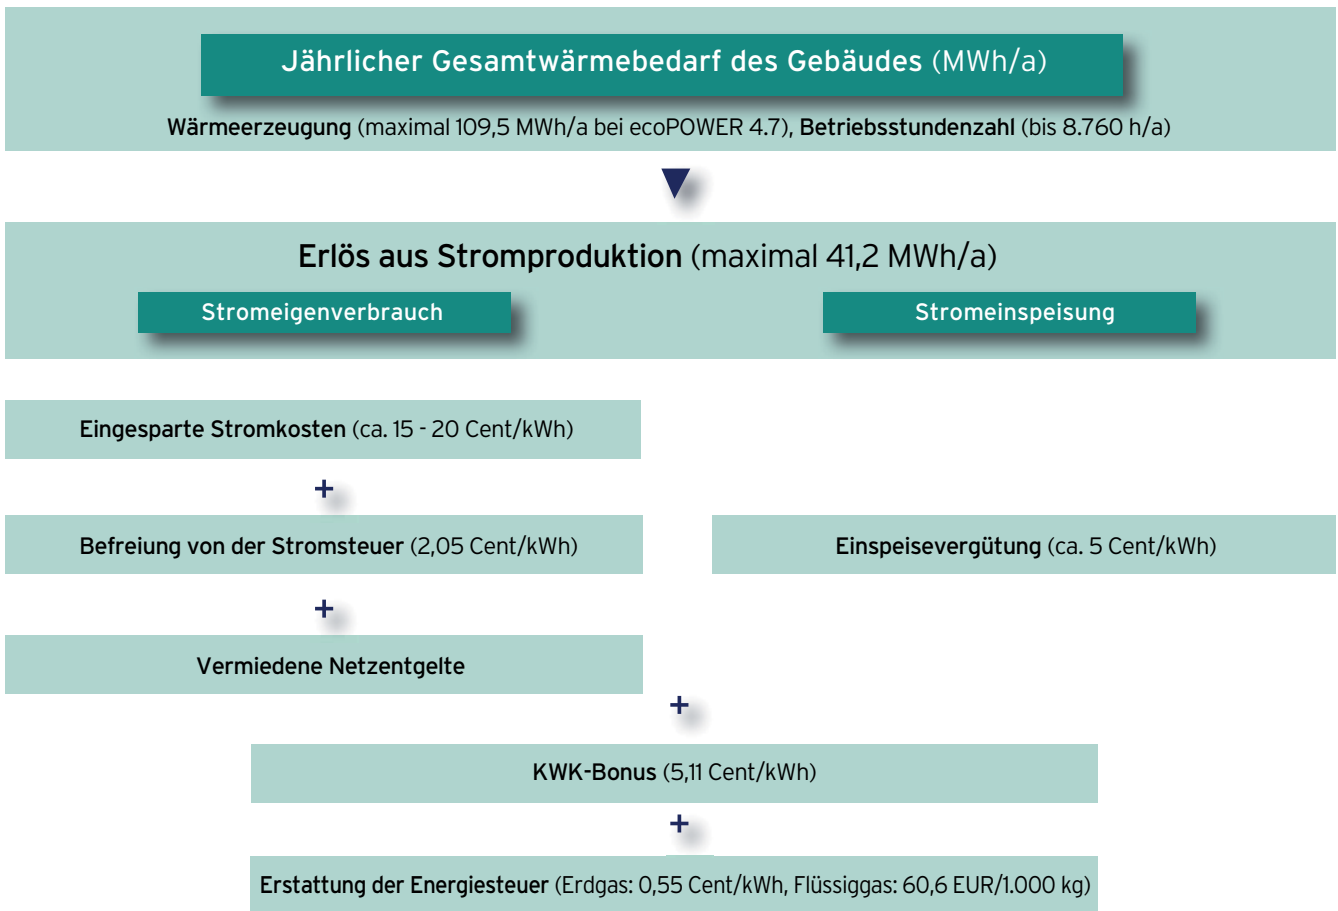 Jährlicher Gesamtwärmebedarf des Gebäudes (MWh/a)
Wärmeerzeugung (maximal 109,5 MWh/a bei ecoPOWER 4.7), Betriebsstundenzahl (bis 8.760 h/a)
Erlös aus Stromproduktion (maximal 41,2 MWh/a)
Stromeigenverbrauch
Stromeinspeisung
Eingesparte Stromkosten (ca. 15 - 20 Cent/kWh)
+
Befreiung von der Stromsteuer (2,05 Cent/kWh)
Einspeisevergütung (ca. 5 Cent/kWh)
+
Vermiedene Netzentgelte
+
KWK-Bonus (5,11 Cent/kWh)
+
Erstattung der Energiesteuer (Erdgas: 0,55 Cent/kWh, Flüssiggas: 60,6 EUR/1.000 kg)